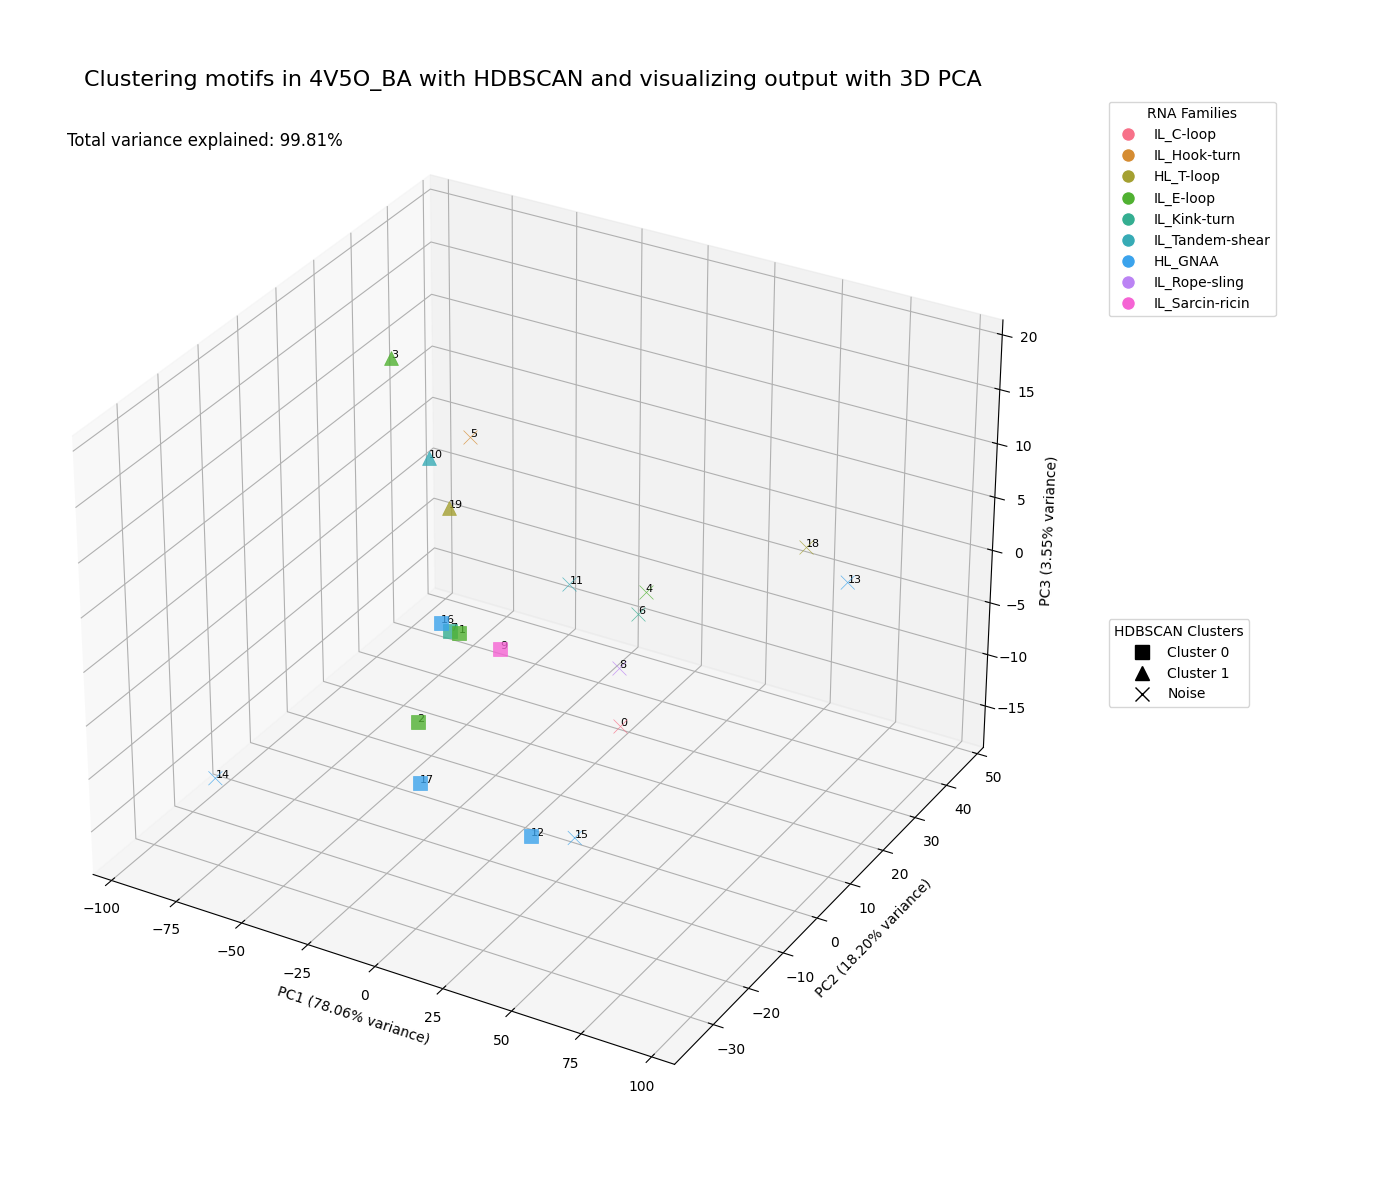 Clustering motifs in 4V5O_BA with HDBSCAN and visualizing output with 3D PCA
Total variance explained: 99.81%
RNA Families
IL_C-loop
IL_Hook-turn
HL_T-loop
IL_E-loop
IL_Kink-turn
IL_Tandem-shear
HL_GNAA
IL_Rope-sling
IL_Sarcin-ricin
20
15
10
5
0
−5
−10
−15
PC3 (3.55% variance)
3
5
10
19
18
13
11
4
6
16
7
1
9
8
2
0
14
17
12
15
HDBSCAN Clusters
Cluster 0
Cluster 1
Noise
50
40
30
20
10
0
−10
−20
−30
PC2 (18.20% variance)
−100
−75
−50
−25
0
25
50
75
100
PC1 (78.06% variance)